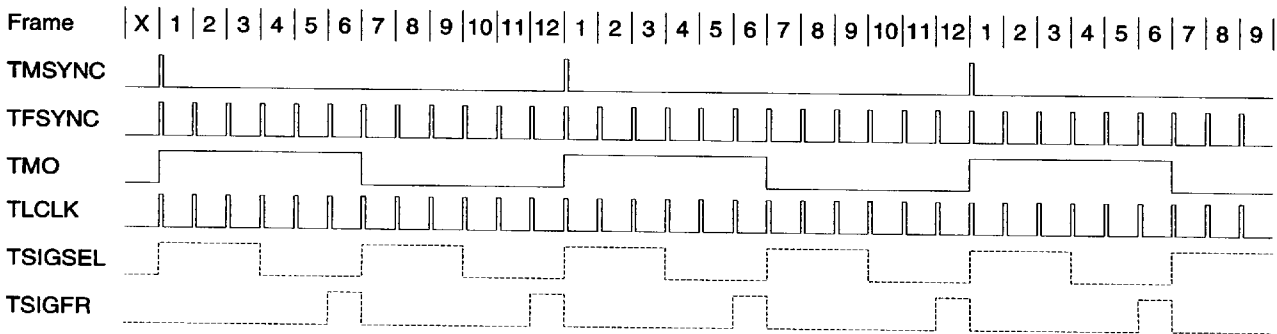 Frame X 1 2 3 4 5 6 7 8 9 10 11 12 1 2 3 4 5 6 7 8 9 10 11 12 1 2 3 4 5 6 7 8 9
TMSYNC
TFSYNC
TMO
TLCLK
TSIGSEL
TSIGFR